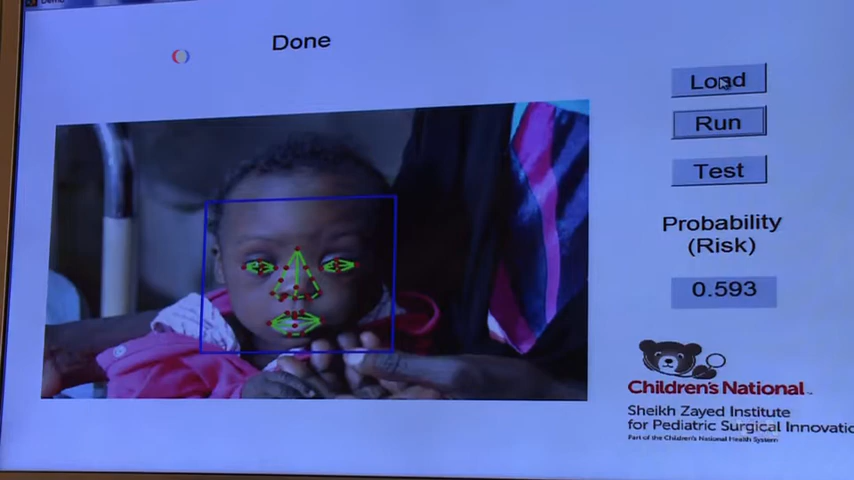 Done
Load
Run
Test
Probability
(Risk)
0.593
Children's National
Sheikh Zayed Institute
for Pediatric Surgical Innovatio
Part of the Children's National Health System